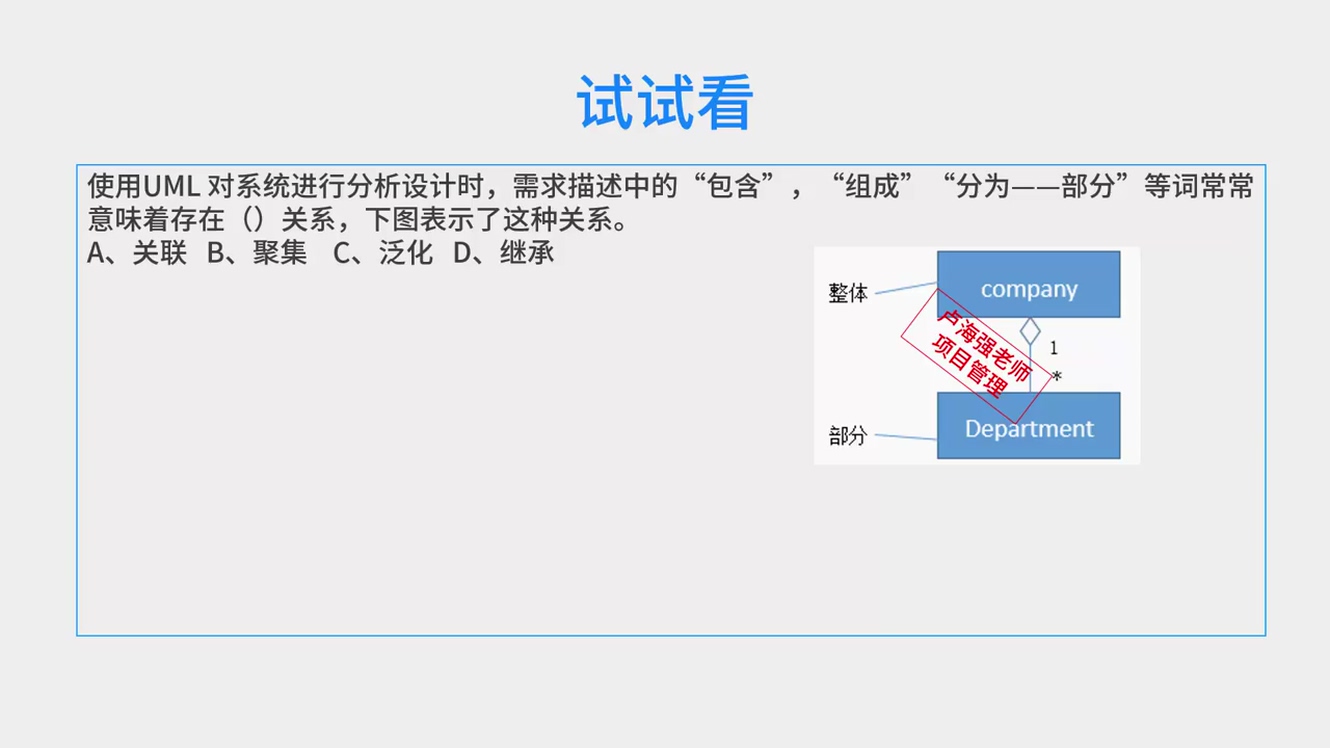 试试看
使用UML 对系统进行分析设计时，需求描述中的“包含”，“组成”“分为——部分”等词常常
意味着存在（）关系，下图表示了这种关系。
A、关联 B、聚集 C、泛化 D、继承
整体
company
卢海强老师
项目管理
1
*
部分
Department